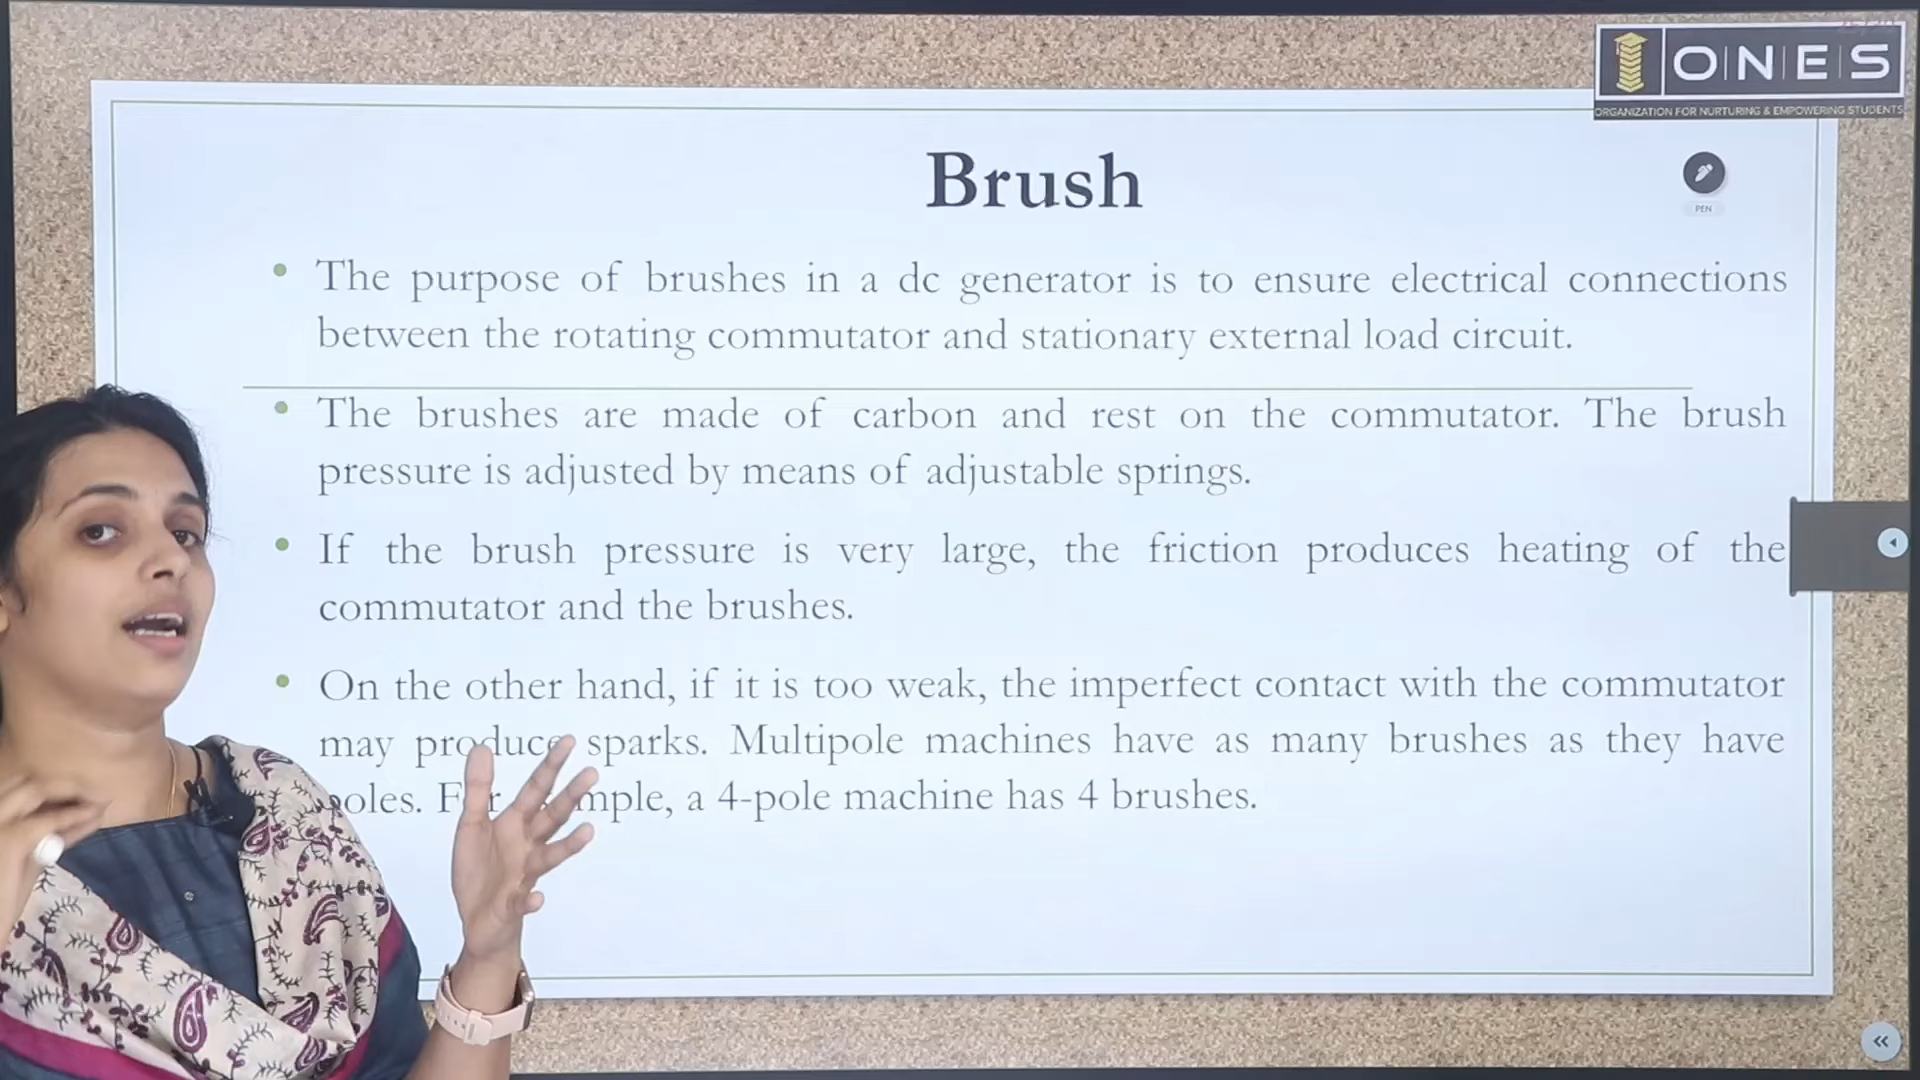 O|N|E|S
ORGANIZATION FOR NURTURING & EMPOWERING STUDENTS
Brush
PEN
• The purpose of brushes in a dc generator is to ensure electrical connections
between the rotating commutator and stationary external load circuit.
• The brushes are made of carbon and rest on the commutator. The brush
pressure is adjusted by means of adjustable springs.
• If the brush pressure is very large, the friction produces heating of the
commutator and the brushes.
• On the other hand, if it is too weak, the imperfect contact with the commutator
may produce sparks. Multipole machines have as many brushes as they have
poles. For example, a 4-pole machine has 4 brushes.